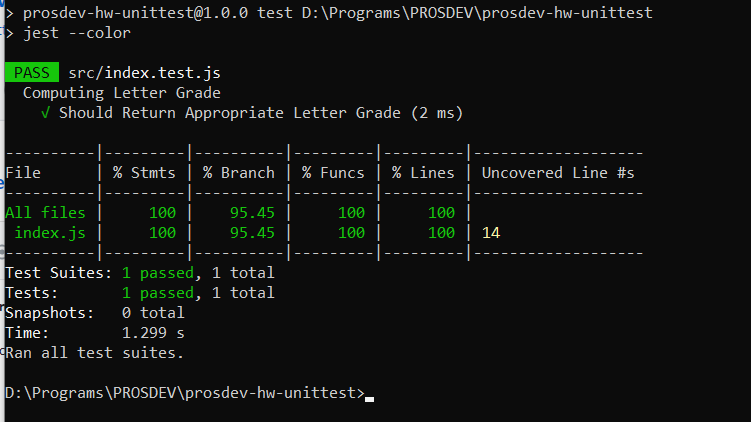 > prosdev-hw-unittest@1.0.0 test D:\Programs\PROSDEV\prosdev-hw-unittest
> jest --color
PASS src/index.test.js
Computing Letter Grade
√ Should Return Appropriate Letter Grade (2 ms)
----------|---------|----------|---------|---------|-------------------
File      | % Stmts | % Branch | % Funcs | % Lines | Uncovered Line #s
----------|---------|----------|---------|---------|-------------------
All files |     100 |    95.45 |     100 |     100 |
 index.js |     100 |    95.45 |     100 |     100 | 14
----------|---------|----------|---------|---------|-------------------
Test Suites: 1 passed, 1 total
Tests:       1 passed, 1 total
Snapshots:   0 total
Time:        1.299 s
Ran all test suites.
D:\Programs\PROSDEV\prosdev-hw-unittest>